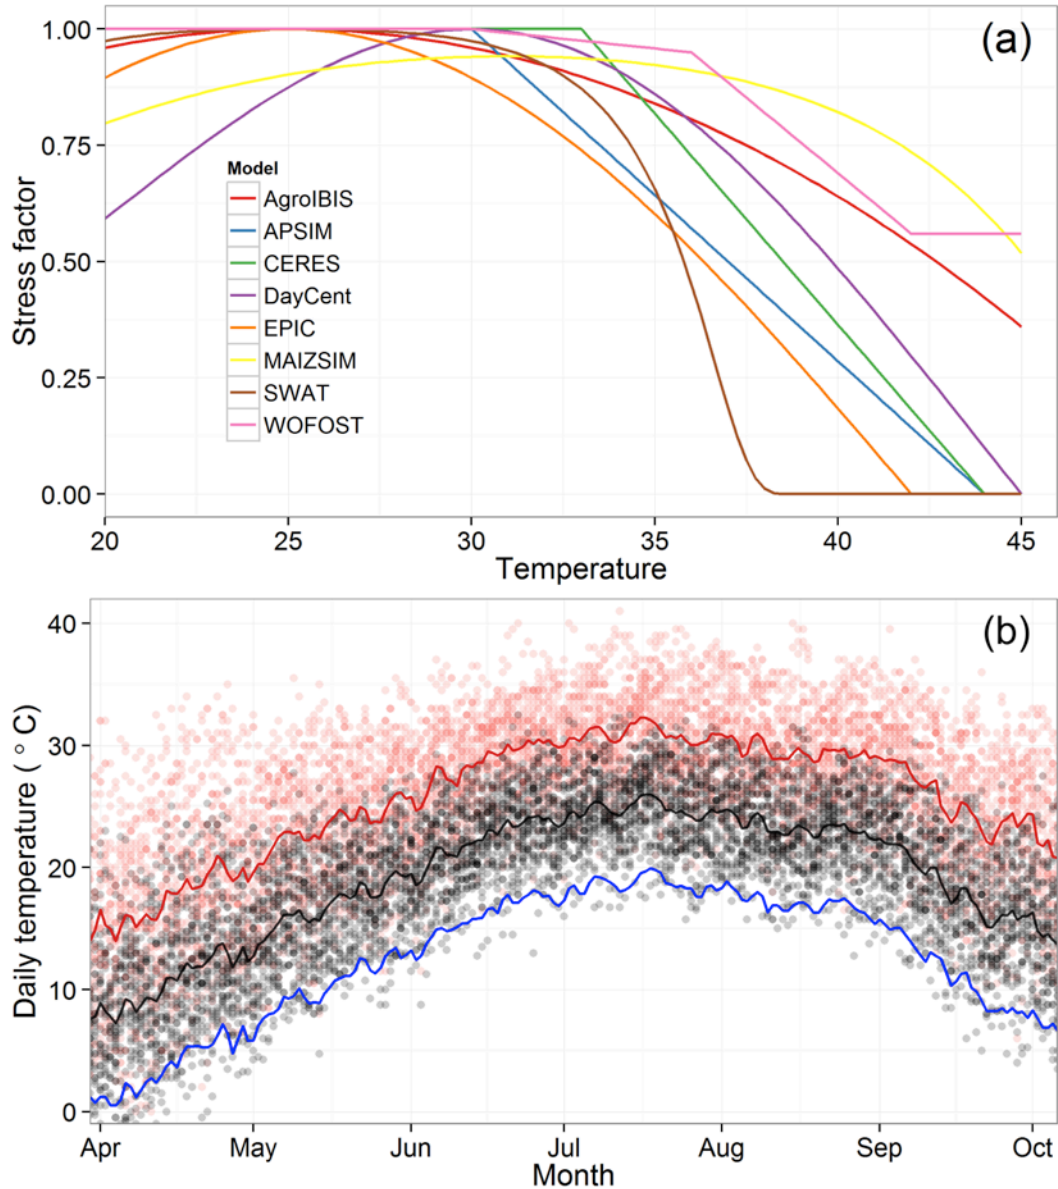 (a)
Stress factor
1.00
0.75
0.50
0.25
0.00
Model
AgroIBIS
APSIM
CERES
DayCent
EPIC
MAIZSIM
SWAT
WOFOST
20 25 30 35 40 45
Temperature
(b)
Daily temperature ( ° C)
40
30
20
10
0
Apr May Jun Jul Aug Sep Oct
Month